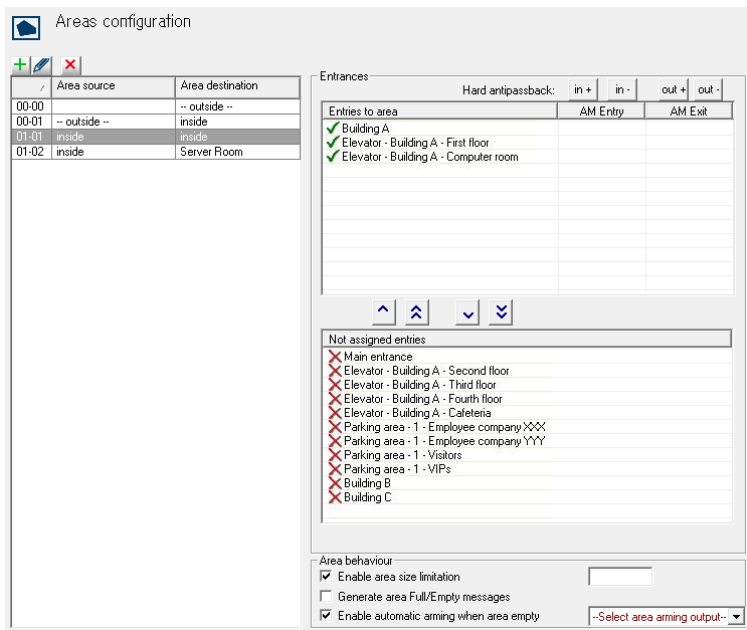 Areas configuration
Area source Area destination
00-00 -- outside --
00-01 -- outside -- inside
01-01 inside inside
01-02 inside Server Room
Entrances
Hard antipassback: in + in - out + out -
Entries to area AM Entry AM Exit
Building A
Elevator - Building A - First floor
Elevator - Building A - Computer room
Not assigned entries
Main entrance
Elevator - Building A - Second floor
Elevator - Building A - Third floor
Elevator - Building A - Fourth floor
Elevator - Building A - Cafeteria
Parking area - 1 - Employee company XXX
Parking area - 1 - Employee company YYY
Parking area - 1 - Visitors
Parking area - 1 - VIPs
Building B
Building C
Area behaviour
Enable area size limitation
Generate area Full/Empty messages
Enable automatic arming when area empty --Select area arming output--